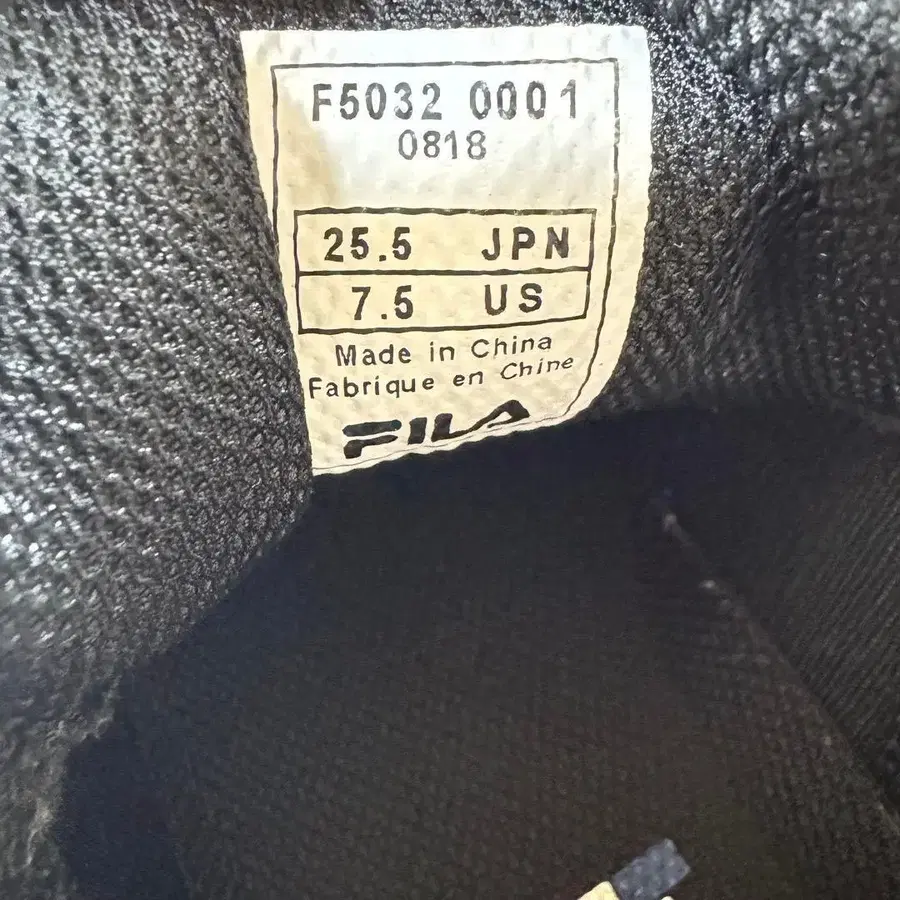 F5032 0001
0818
25.5 JPN
7.5 US
Made in China
Fabrique en Chine
FILA